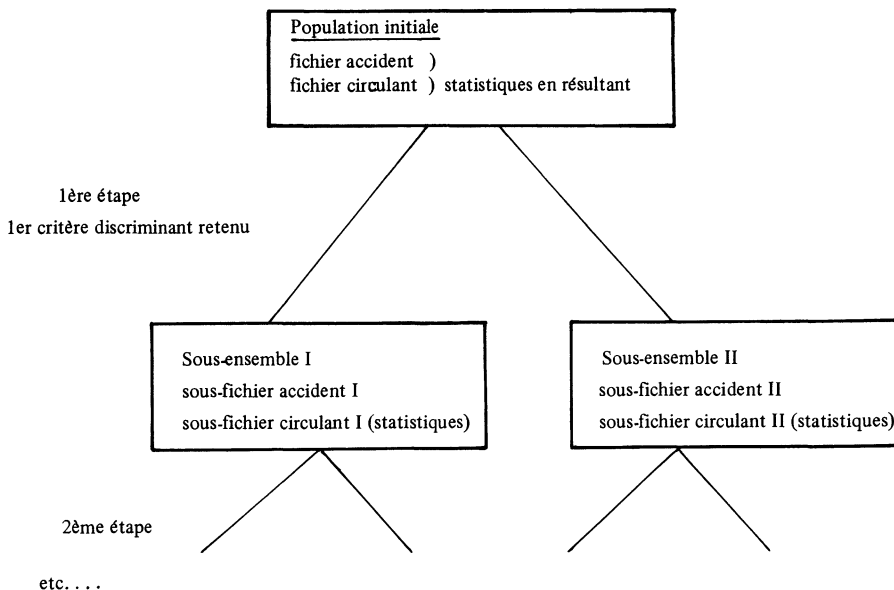 Population initiale
fichier accident )
fichier circulant ) statistiques en résultant
1ère étape
1er critère discriminant retenu
Sous-ensemble I
sous-fichier accident I
sous-fichier circulant I (statistiques)
Sous-ensemble II
sous-fichier accident II
sous-fichier circulant II (statistiques)
2ème étape
etc. . . .